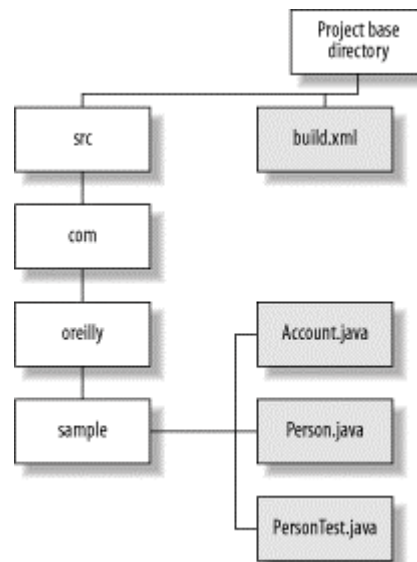 Project base
directory
src
build.xml
com
oreilly
Account.java
sample
Person.java
PersonTest.java